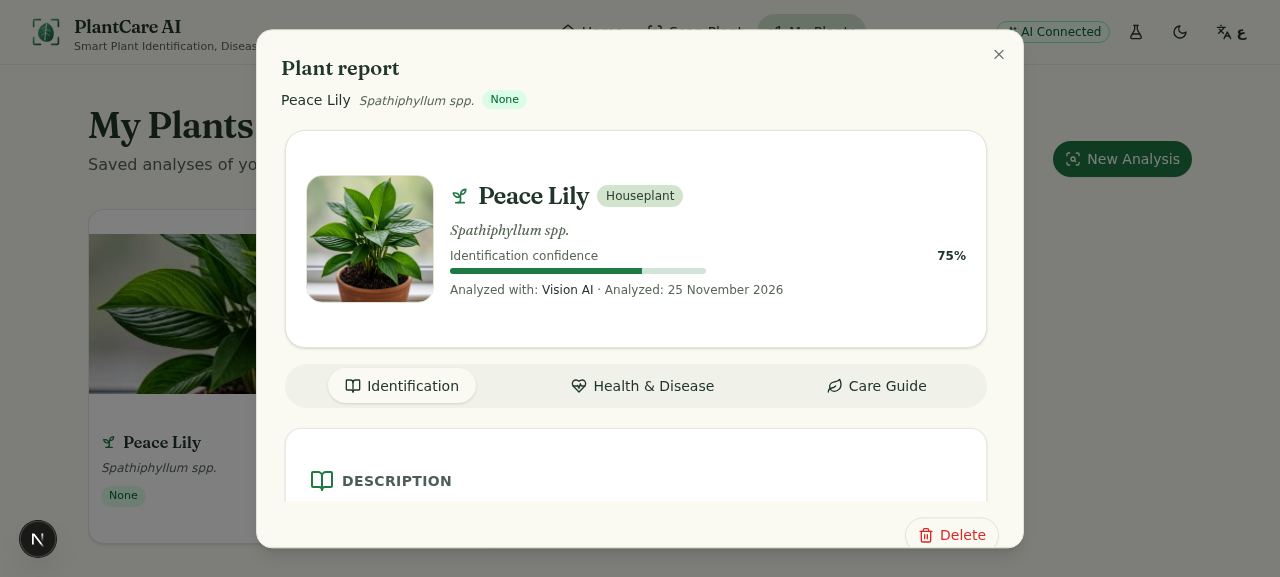 PlantCare AI
Smart Plant Identification, Diseas
AI Connected
ع
My Plants
Saved analyses of yo
New Analysis
Peace Lily
Spathiphyllum spp.
None
Plant report
Peace Lily Spathiphyllum spp. None
Peace Lily Houseplant
Spathiphyllum spp.
Identification confidence 75%
Analyzed with: Vision AI · Analyzed: 25 November 2026
Identification Health & Disease Care Guide
DESCRIPTION
Delete
N